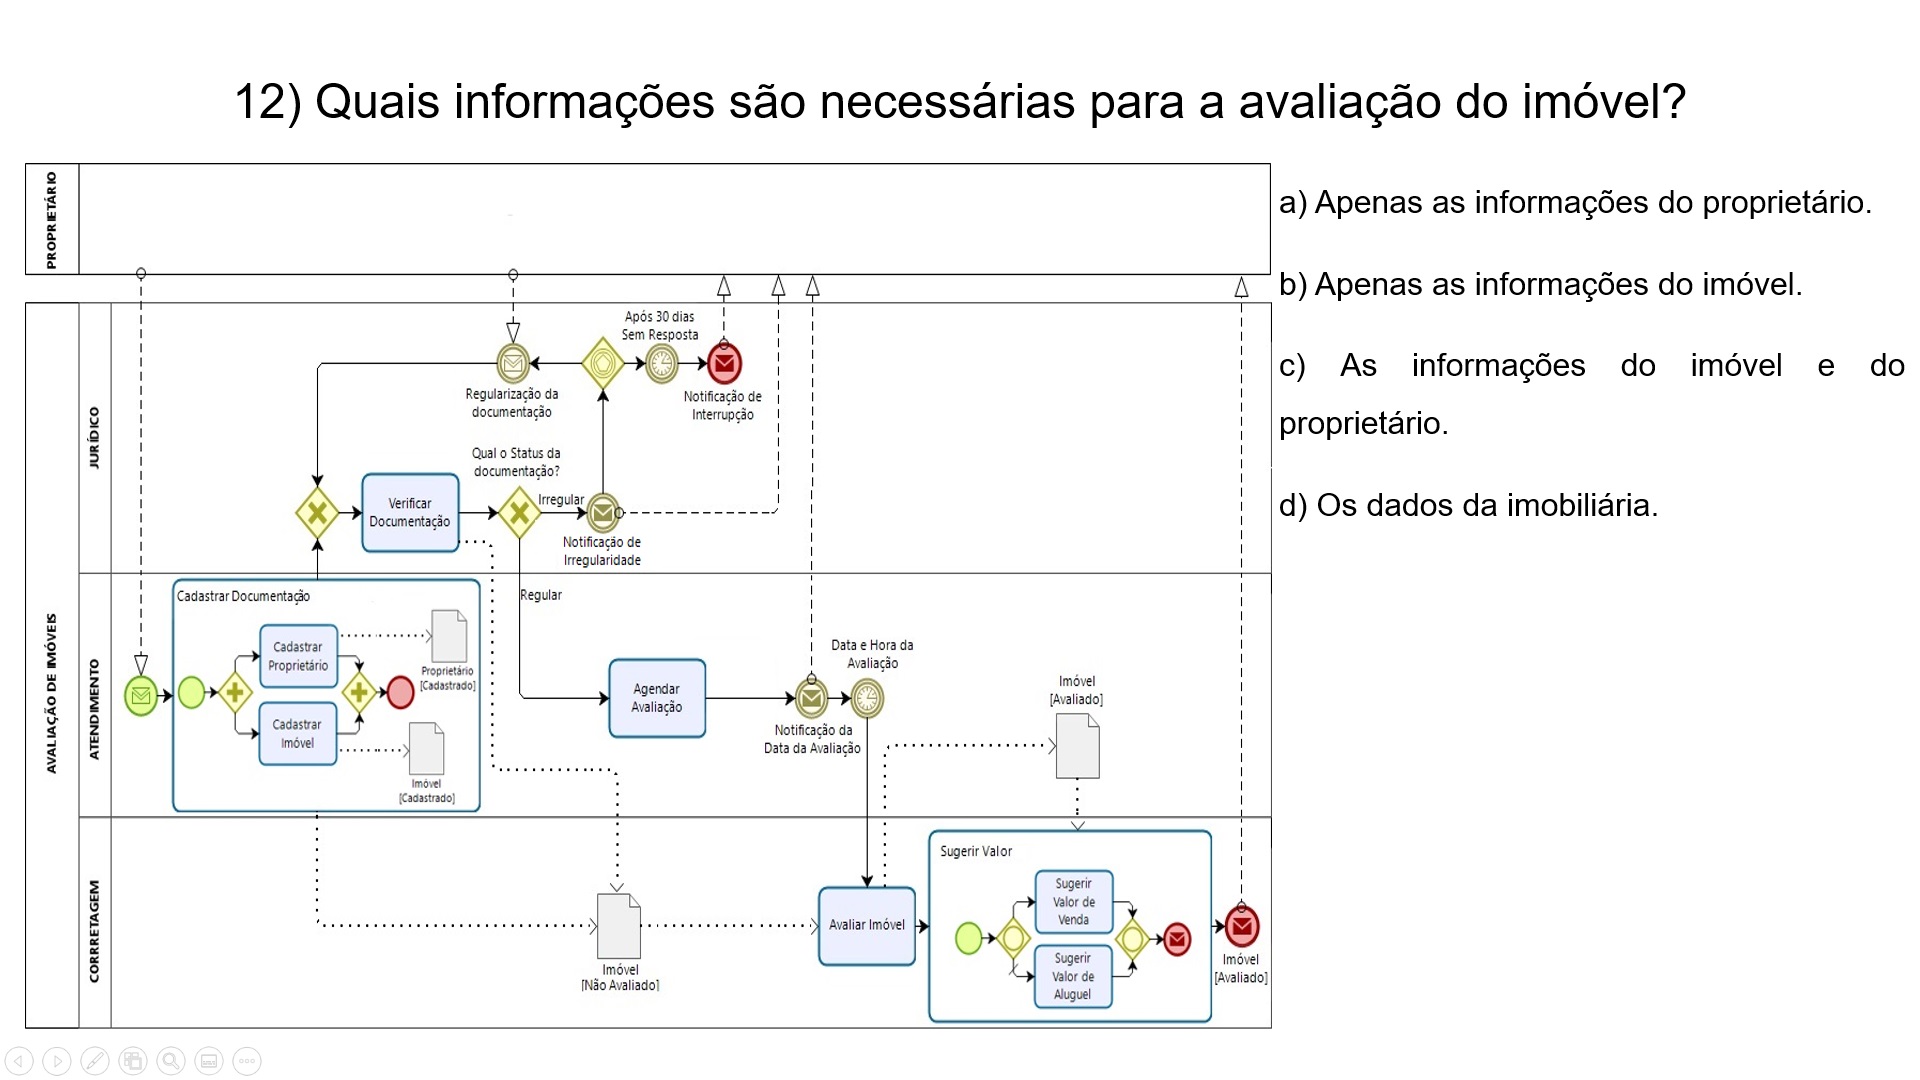 12) Quais informações são necessárias para a avaliação do imóvel?
PROPRIETÁRIO
a) Apenas as informações do proprietário.
b) Apenas as informações do imóvel.
c) As informações do imóvel e do
proprietário.
d) Os dados da imobiliária.
AVALIAÇÃO DE IMÓVEIS
JURÍDICO
Após 30 dias
Sem Resposta
Regularização da
documentação
Notificação de
Interrupção
Qual o Status da
documentação?
Verificar
Documentação
Irregular
Notificação de
Irregularidade
Regular
ATENDIMENTO
Cadastrar Documentação
Cadastrar
Proprietário
Proprietário
[Cadastrado]
Cadastrar
Imóvel
Imóvel
[Cadastrado]
Agendar
Avaliação
Data e Hora da
Avaliação
Notificação da
Data da Avaliação
Imóvel
[Avaliado]
CORRETAGEM
Imóvel
[Não Avaliado]
Avaliar Imóvel
Sugerir Valor
Sugerir
Valor de
Venda
Sugerir
Valor de
Aluguel
Imóvel
[Avaliado]